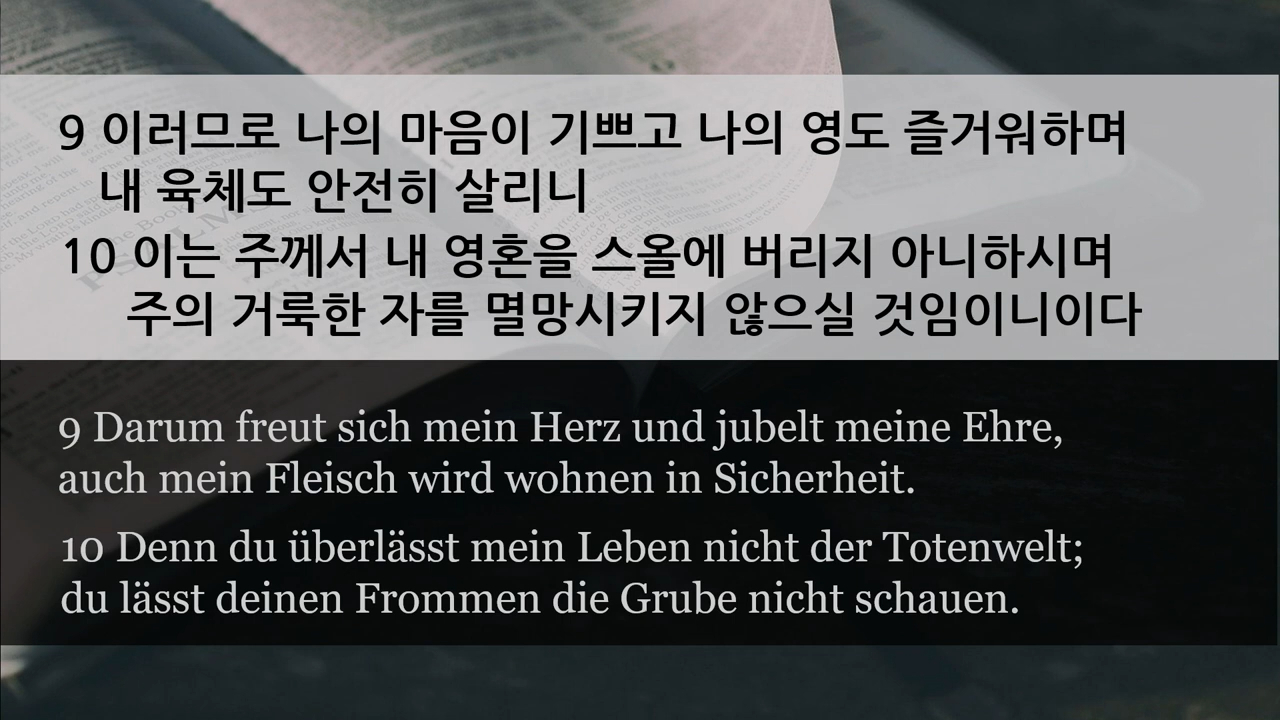 9 이러므로 나의 마음이 기쁘고 나의 영도 즐거워하며
내 육체도 안전히 살리니
10 이는 주께서 내 영혼을 스올에 버리지 아니하시며
주의 거룩한 자를 멸망시키지 않으실 것임이니이다
9 Darum freut sich mein Herz und jubelt meine Ehre,
auch mein Fleisch wird wohnen in Sicherheit.
10 Denn du überlässt mein Leben nicht der Totenwelt;
du lässt deinen Frommen die Grube nicht schauen.